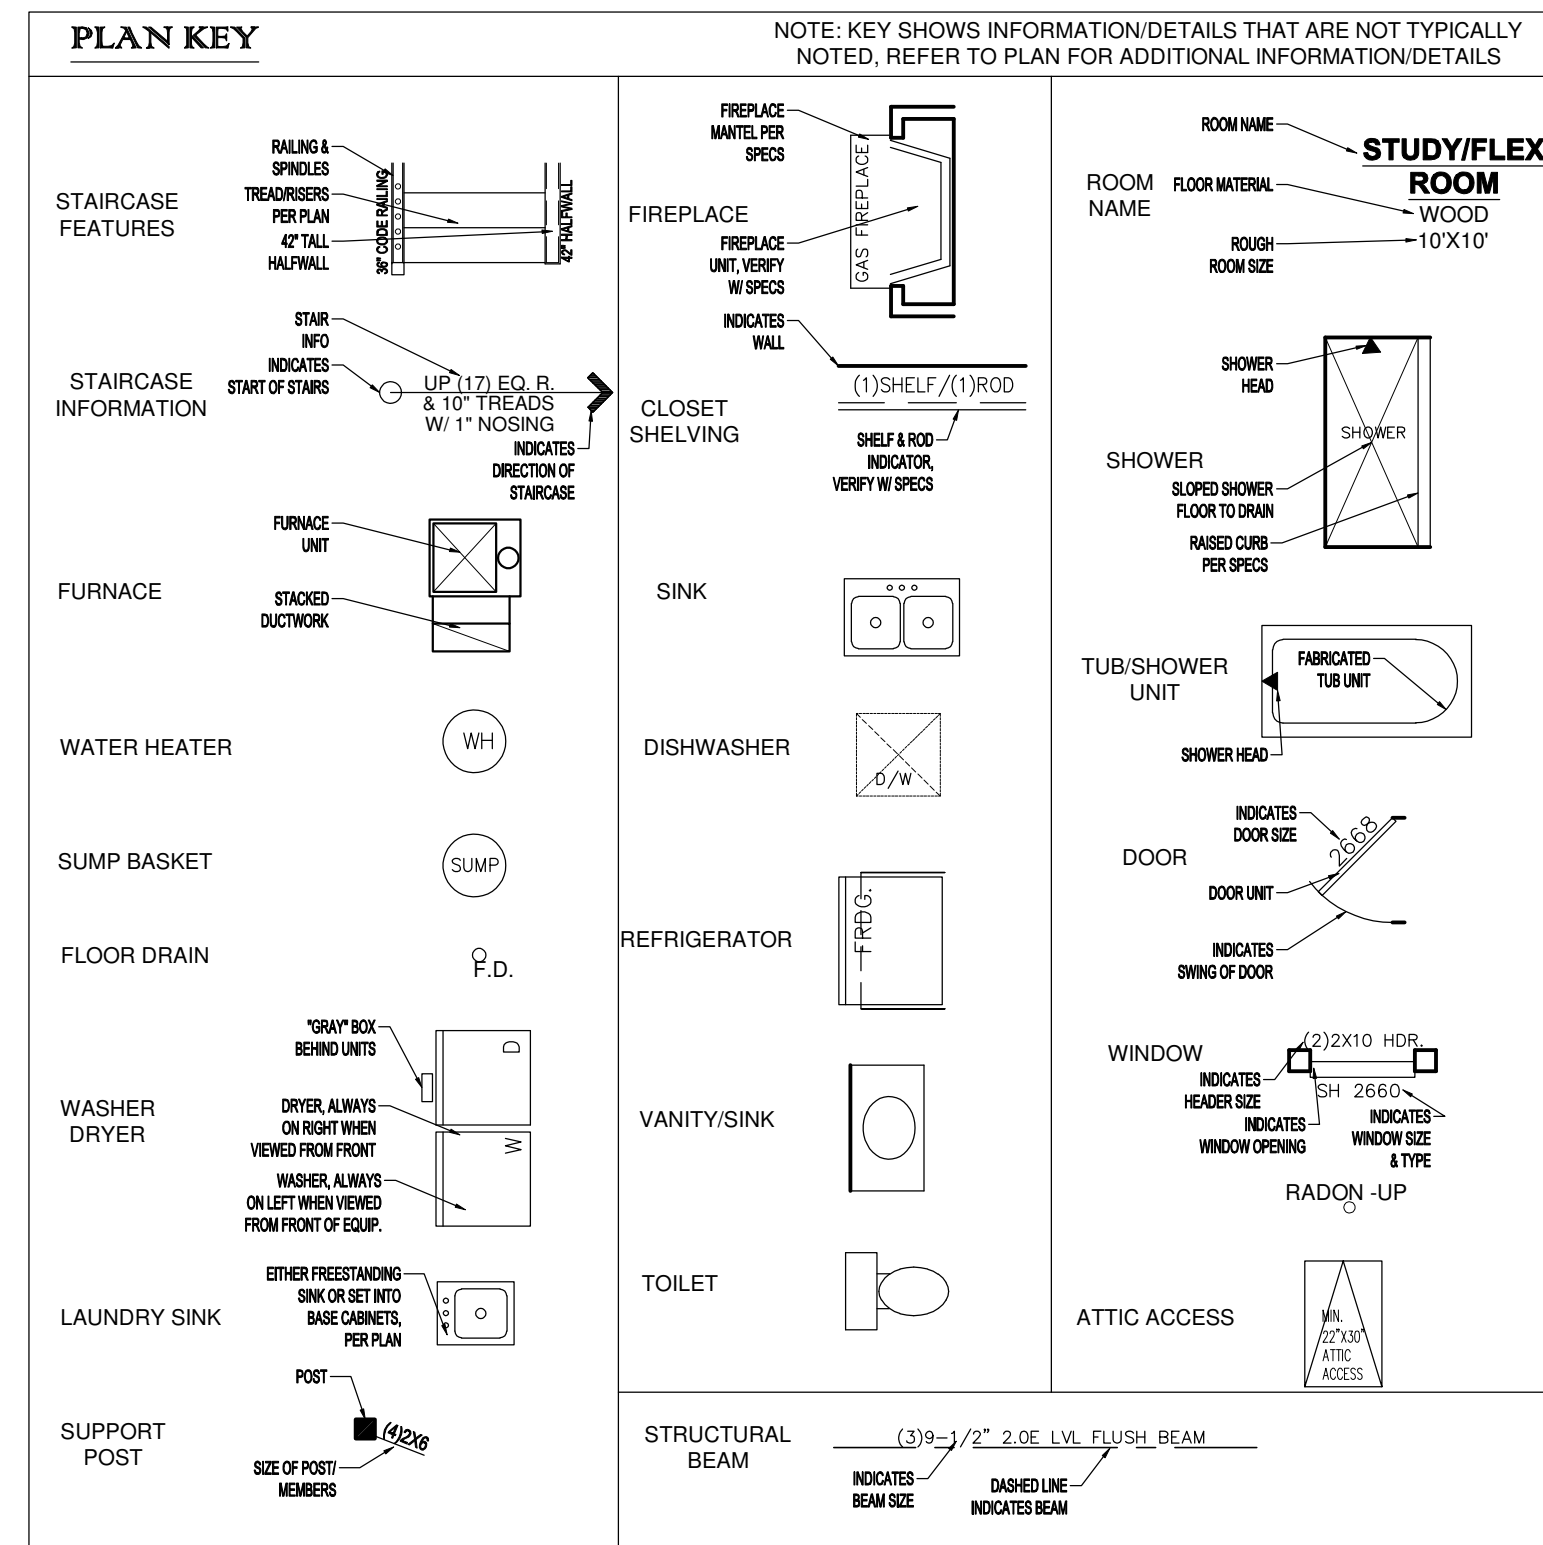 PLAN KEY
NOTE: KEY SHOWS INFORMATION/DETAILS THAT ARE NOT TYPICALLY
NOTED, REFER TO PLAN FOR ADDITIONAL INFORMATION/DETAILS
STAIRCASE
FEATURES
RAILING &
SPINDLES
TREAD/RISERS
PER PLAN
42" TALL
HALFWALL
36" CODE RAILING
42" HALFWALL
STAIRCASE
INFORMATION
STAIR
INFO
INDICATES
START OF STAIRS
UP (17) EQ. R.
& 10" TREADS
W/ 1" NOSING
INDICATES
DIRECTION OF
STAIRCASE
FURNACE
FURNACE
UNIT
STACKED
DUCTWORK
WATER HEATER
WH
SUMP BASKET
SUMP
FLOOR DRAIN
F.D.
WASHER
DRYER
"GRAY" BOX
BEHIND UNITS
DRYER, ALWAYS
ON RIGHT WHEN
VIEWED FROM FRONT
WASHER, ALWAYS
ON LEFT WHEN VIEWED
FROM FRONT OF EQUIP.
D
W
LAUNDRY SINK
EITHER FREESTANDING
SINK OR SET INTO
BASE CABINETS,
PER PLAN
SUPPORT
POST
POST
(4)2X6
SIZE OF POST/
MEMBERS
FIREPLACE
FIREPLACE
MANTEL PER
SPECS
FIREPLACE
UNIT, VERIFY
W/ SPECS
GAS FIREPLACE
CLOSET
SHELVING
INDICATES
WALL
(1)SHELF/(1)ROD
SHELF & ROD
INDICATOR,
VERIFY W/ SPECS
SINK
DISHWASHER
D/W
REFRIGERATOR
FRDG.
VANITY/SINK
TOILET
ROOM
NAME
ROOM NAME
FLOOR MATERIAL
ROUGH
ROOM SIZE
STUDY/FLEX
ROOM
WOOD
10'X10'
SHOWER
SHOWER
HEAD
SHOWER
SLOPED SHOWER
FLOOR TO DRAIN
RAISED CURB
PER SPECS
TUB/SHOWER
UNIT
FABRICATED
TUB UNIT
SHOWER HEAD
DOOR
INDICATES
DOOR SIZE
2668
DOOR UNIT
INDICATES
SWING OF DOOR
WINDOW
(2)2X10 HDR.
INDICATES
HEADER SIZE
SH 2660
INDICATES
WINDOW OPENING
INDICATES
WINDOW SIZE
& TYPE
RADON -UP
ATTIC ACCESS
MIN.
22"X30"
ATTIC
ACCESS
STRUCTURAL
BEAM
(3)9-1/2" 2.0E LVL FLUSH BEAM
INDICATES
BEAM SIZE
DASHED LINE
INDICATES BEAM